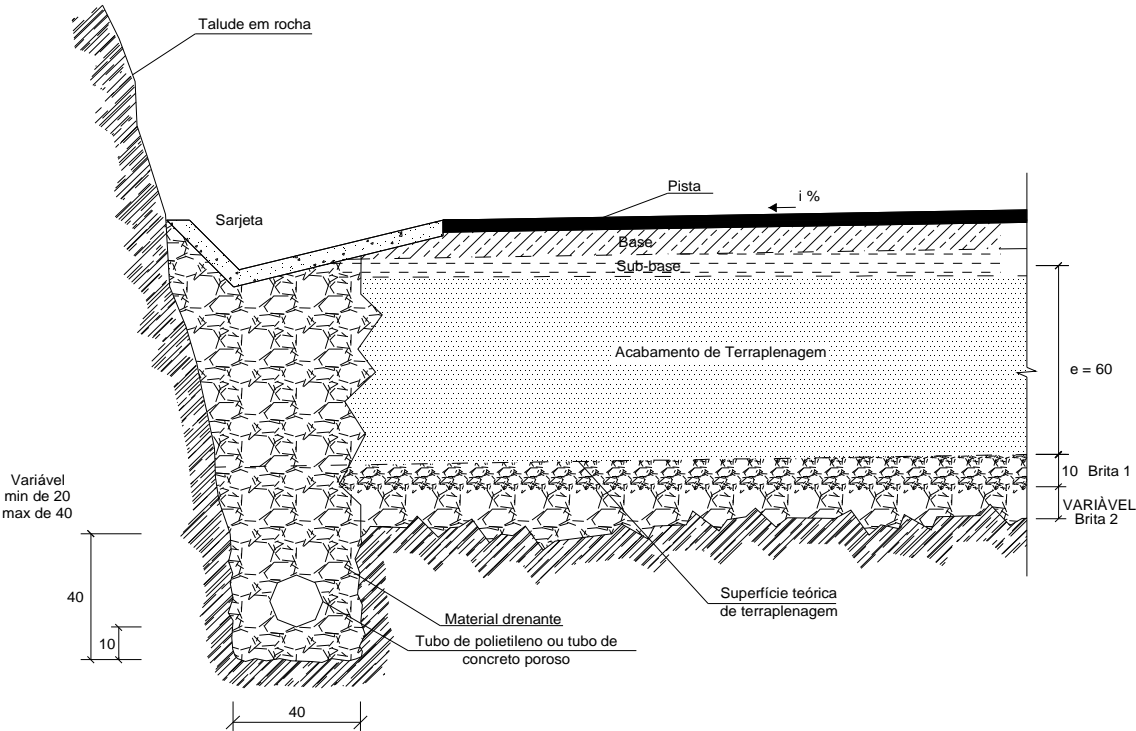 Talude em rocha
Pista
i %
Sarjeta
Base
Sub-base
Acabamento de Terraplenagem
e = 60
10 Brita 1
VARIÀVEL
Brita 2
Variável
min de 20
max de 40
40
10
Superfície teórica
de terraplenagem
Material drenante
Tubo de polietileno ou tubo de
concreto poroso
40